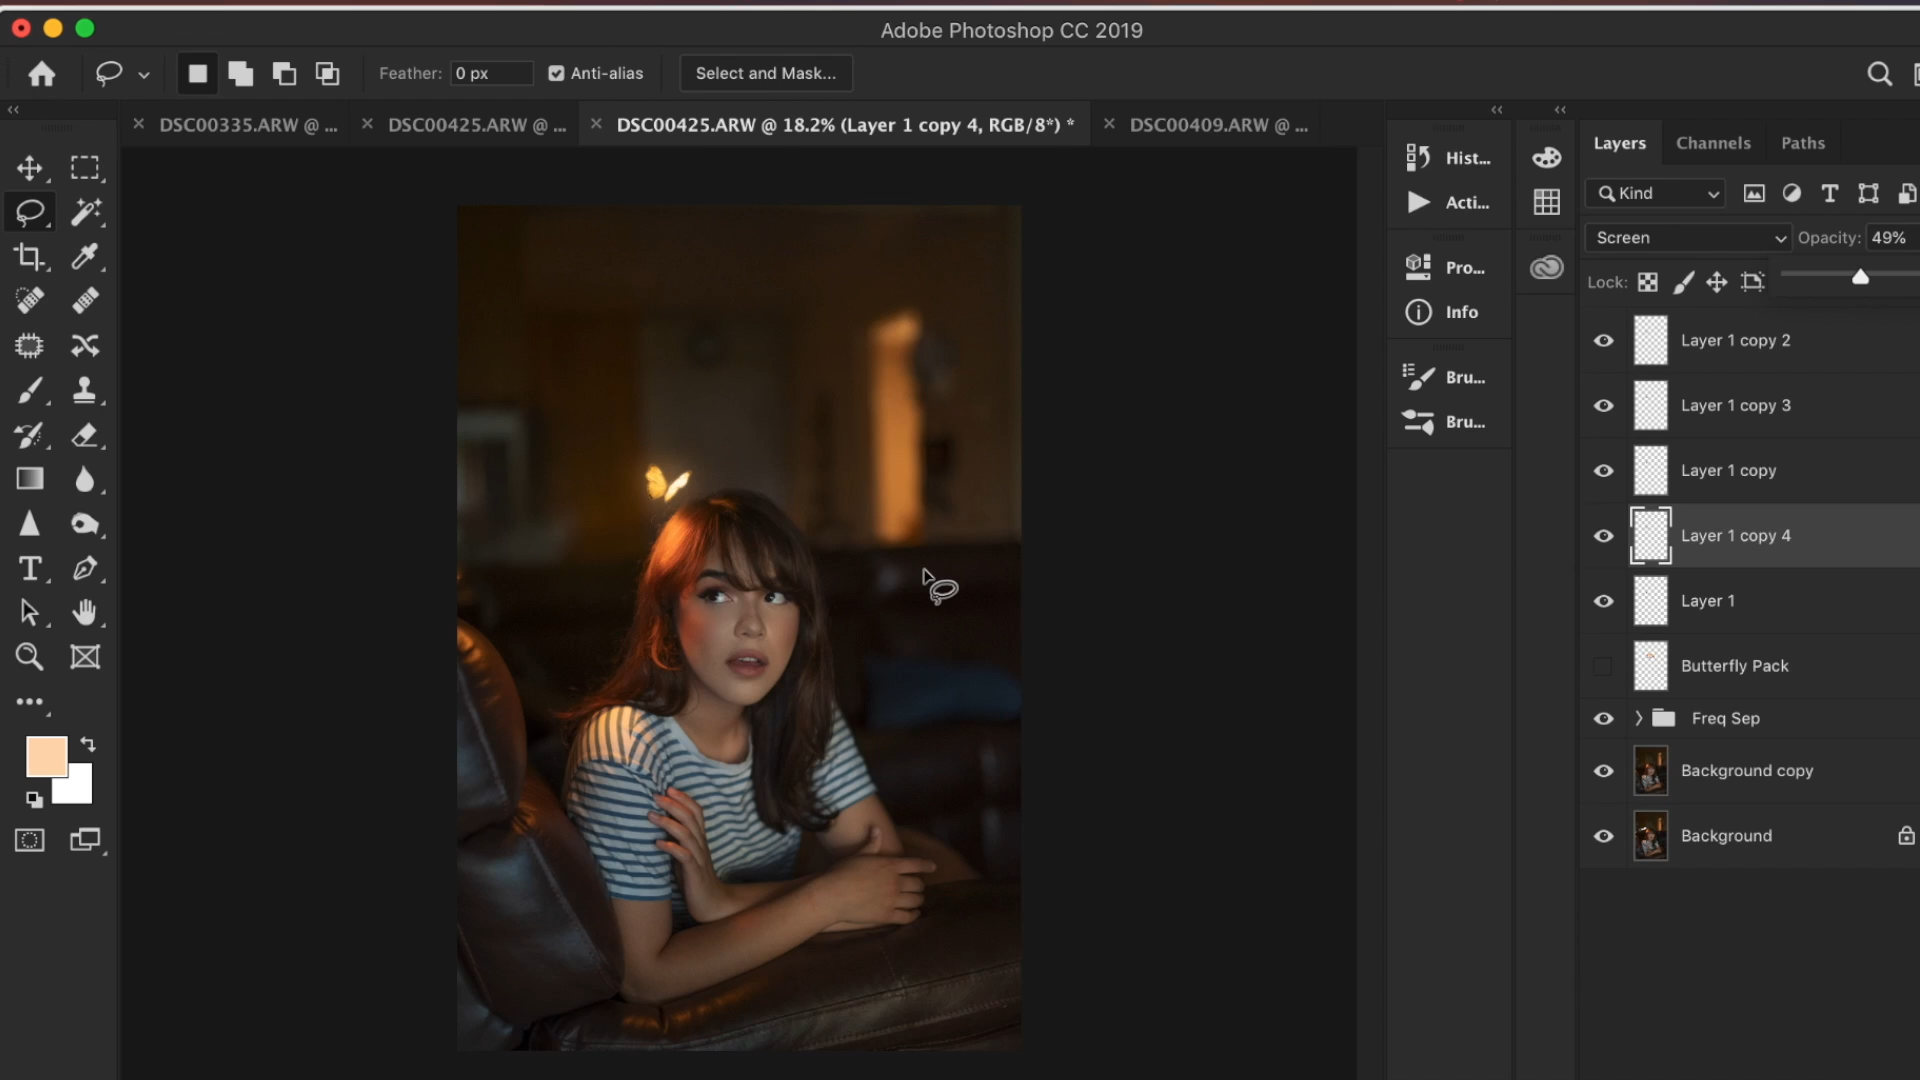 Adobe Photoshop CC 2019
Feather: 0 px Anti-alias Select and Mask...
DSC00335.ARW @ ... DSC00425.ARW @ ... DSC00425.ARW @ 18.2% (Layer 1 copy 4, RGB/8*) * DSC00409.ARW @ ...
Hist...
Acti...
Pro...
Info
Bru...
Bru...
Layers Channels Paths
Kind
Screen Opacity: 49%
Lock:
Layer 1 copy 2
Layer 1 copy 3
Layer 1 copy
Layer 1 copy 4
Layer 1
Butterfly Pack
Freq Sep
Background copy
Background